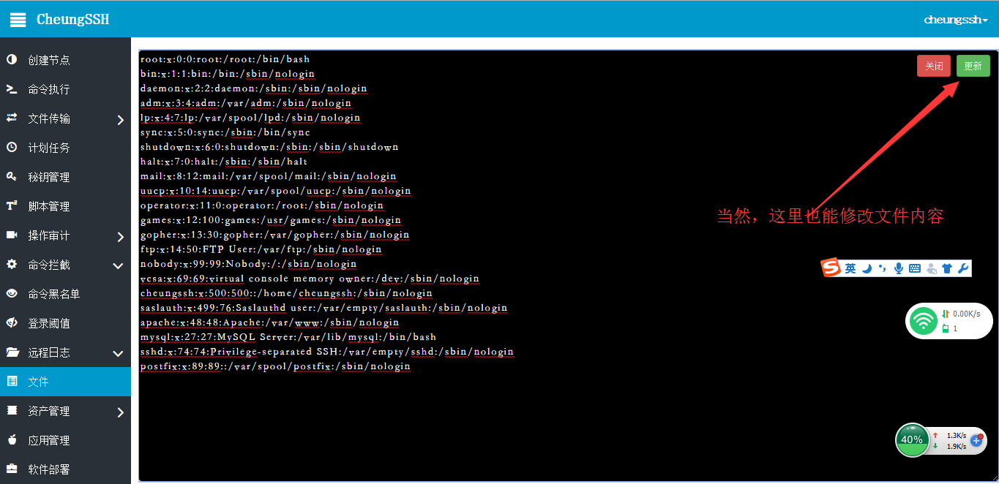 CheungSSH
cheungssh
创建节点
命令执行
文件传输
计划任务
秘钥管理
脚本管理
操作审计
命令拦截
命令黑名单
登录阈值
远程日志
文件
资产管理
应用管理
软件部署
root:x:0:0:root:/root:/bin/bash
bin:x:1:1:bin:/bin:/sbin/nologin
daemon:x:2:2:daemon:/sbin:/sbin/nologin
adm:x:3:4:adm:/var/adm:/sbin/nologin
lp:x:4:7:lp:/var/spool/lpd:/sbin/nologin
sync:x:5:0:sync:/sbin:/bin/sync
shutdown:x:6:0:shutdown:/sbin:/sbin/shutdown
halt:x:7:0:halt:/sbin:/sbin/halt
mail:x:8:12:mail:/var/spool/mail:/sbin/nologin
uucp:x:10:14:uucp:/var/spool/uucp:/sbin/nologin
operator:x:11:0:operator:/root:/sbin/nologin
games:x:12:100:games:/usr/games:/sbin/nologin
gopher:x:13:30:gopher:/var/gopher:/sbin/nologin
ftp:x:14:50:FTP User:/var/ftp:/sbin/nologin
nobody:x:99:99:Nobody:/:/sbin/nologin
vcsa:x:69:69:virtual console memory owner:/dev:/sbin/nologin
cheungssh:x:500:500::/home/cheungssh:/sbin/nologin
saslauth:x:499:76:Saslauthd user:/var/empty/saslauth:/sbin/nologin
apache:x:48:48:Apache:/var/www:/sbin/nologin
mysql:x:27:27:MySQL Server:/var/lib/mysql:/bin/bash
sshd:x:74:74:Privilege-separated SSH:/var/empty/sshd:/sbin/nologin
postfix:x:89:89::/var/spool/postfix:/sbin/nologin
关闭
更新
当然，这里也能修改文件内容
S 英
0.00K/s
1
40%
1.3K/s
1.9K/s